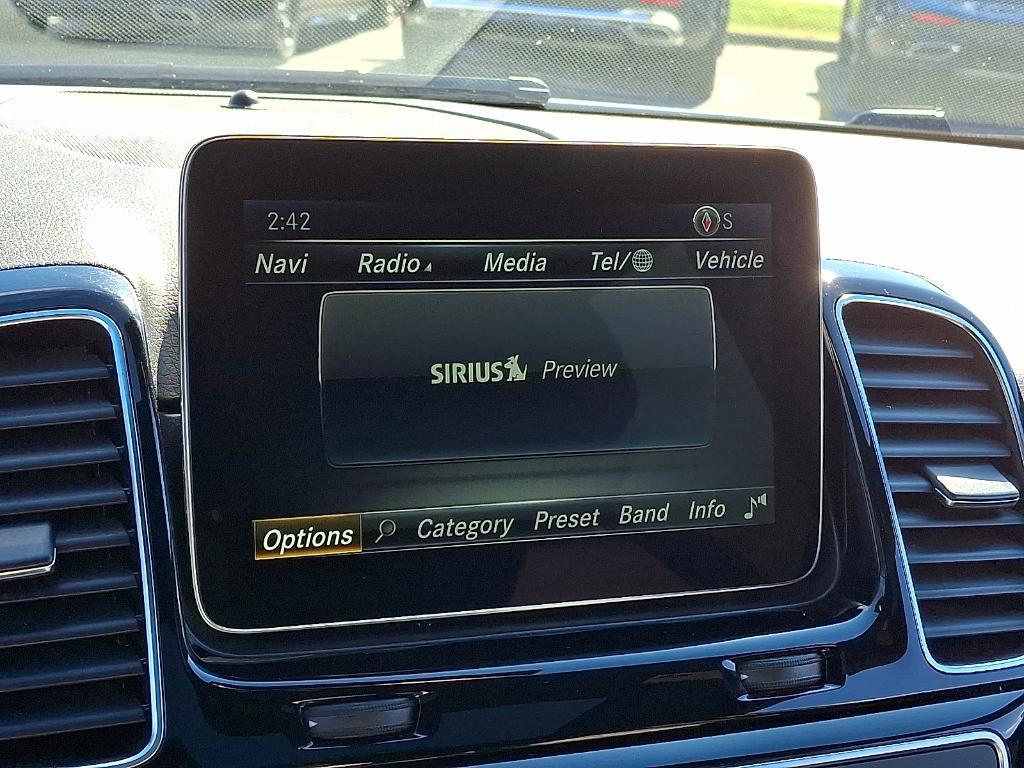 2:42 S
Navi Radio Media Tel/ Vehicle
SIRIUS Preview
Options Category Preset Band Info